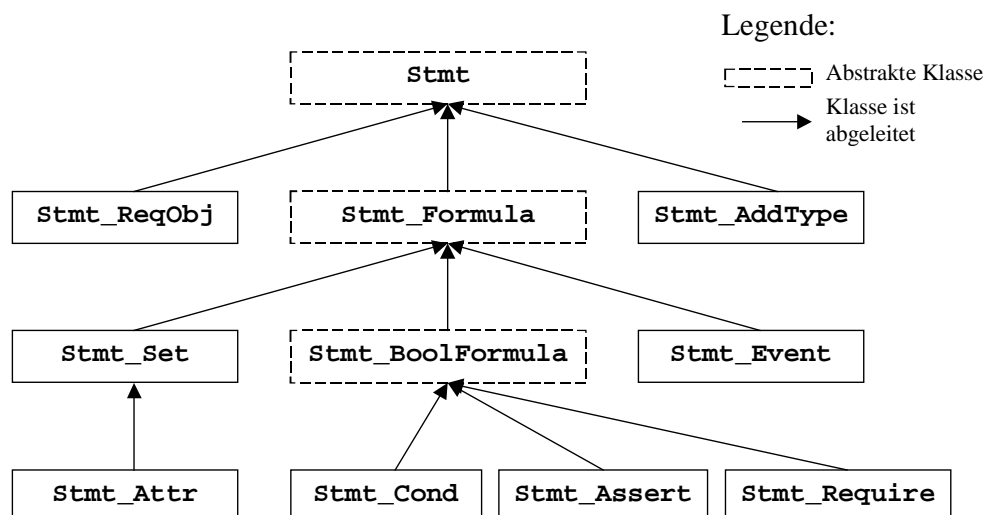 Legende:
Stmt
Abstrakte Klasse
Klasse ist
abgeleitet
Stmt_ReqObj
Stmt_Formula
Stmt_AddType
Stmt_Set
Stmt_BoolFormula
Stmt_Event
Stmt_Attr
Stmt_Cond
Stmt_Assert
Stmt_Require